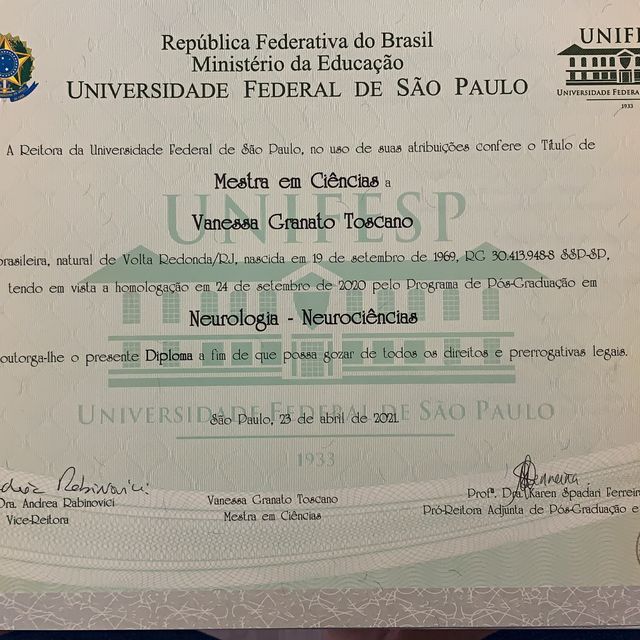 República Federativa do Brasil
Ministério da Educação
UNIVERSIDADE FEDERAL DE SÃO PAULO
UNIFE
UNIVERSIDADE FEDERA
1933
A Reitora da Universidade Federal de São Paulo, no uso de suas atribuições confere o Título de
Mestra em Ciências a
UNIFESP
Vanessa Granato Toscano
brasileira, natural de Volta Redonda/RJ, nascida em 19 de setembro de 1969, RG 30.413.948-8 SSP-SP,
tendo em vista a homologação em 24 de setembro de 2020 pelo Programa de Pós-Graduação em
Neurologia - Neurociências
outorga-lhe o presente Diploma a fim de que possa gozar de todos os direitos e prerrogativas legais.
UNIVERSIDADE FEDERAL DE SÃO PAULO
São Paulo, 23 de abril de 2021.
1933
Rabinovici
Dra. Andrea Rabinovici
Vice-Reitora
Vanessa Granato Toscano
Mestra em Ciências
Profª. Dra. Karen Spadari Ferrei
Pró-Reitora Adjunta de Pós-Graduação e